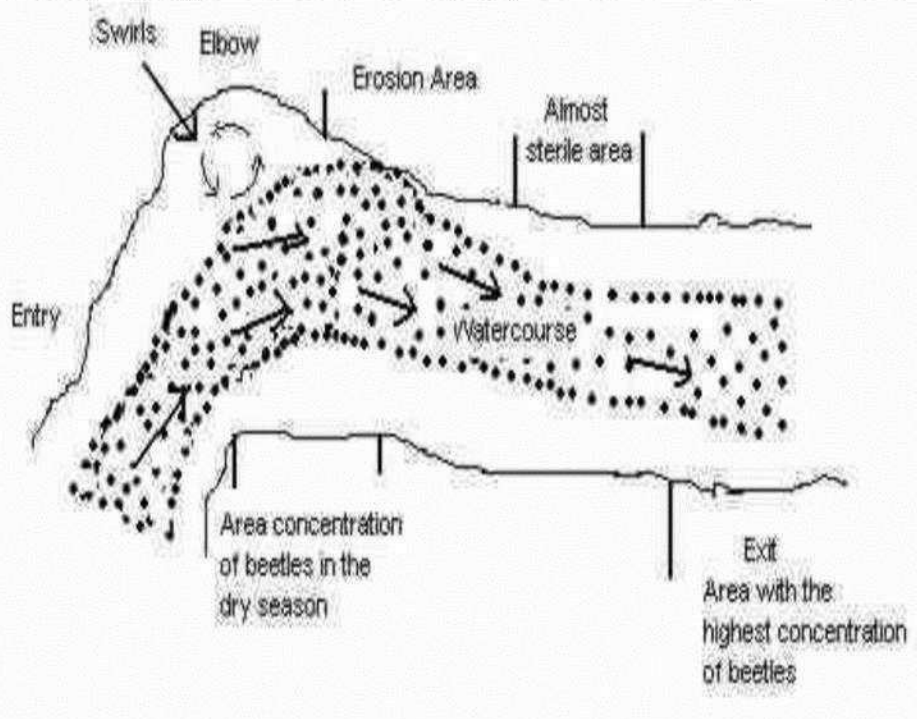 Swirls
Elbow
Erosion Area
Almost
sterile area
Entry
Watercourse
Area concentration
of beetles in the
dry season
Exit
Area with the
highest concentration
of beetles